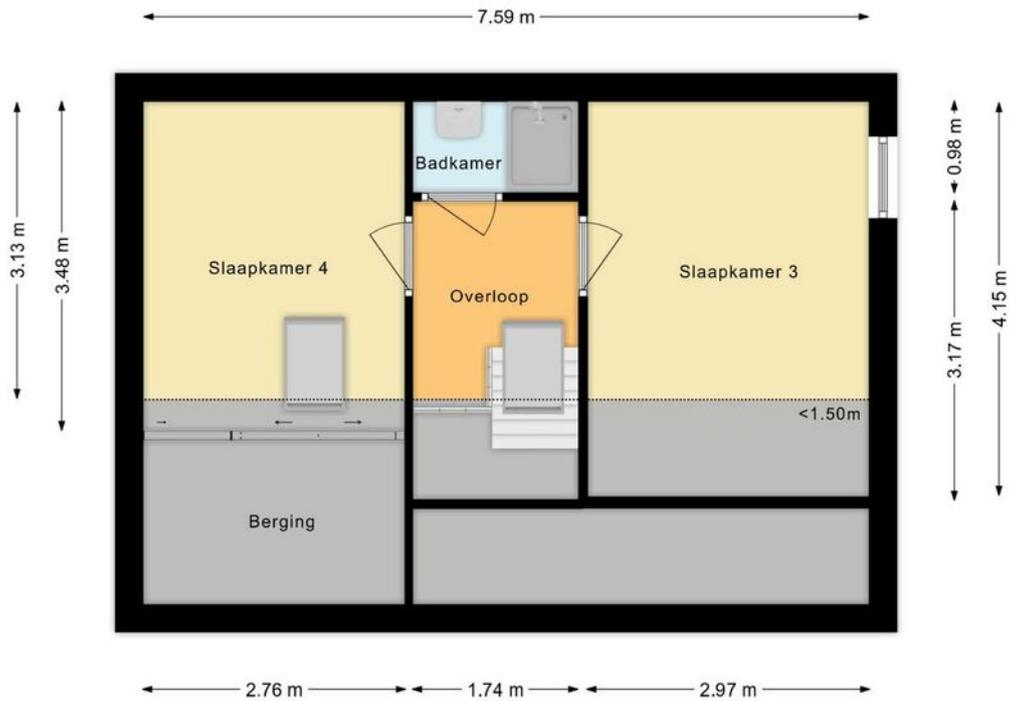 7.59 m
3.13 m
3.48 m
Slaapkamer 4
Badkamer
Overloop
Slaapkamer 3
0.98 m
3.17 m
4.15 m
<1.50m
Berging
2.76 m
1.74 m
2.97 m